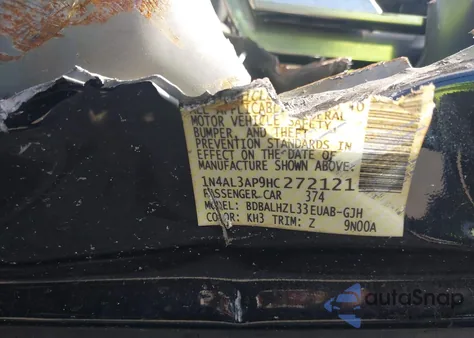 MOTOR VEHICLE SAFETY
BUMPER, AND THEFT
PREVENTION STANDARDS IN
EFFECT ON THE DATE OF
MANUFACTURE SHOWN ABOVE.
1N4AL3AP9HC272121
PASSENGER CAR 374
MODEL: BDBALHZL33EUAB-GJH
COLOR: KH3 TRIM: Z 9N00A
autoSnap